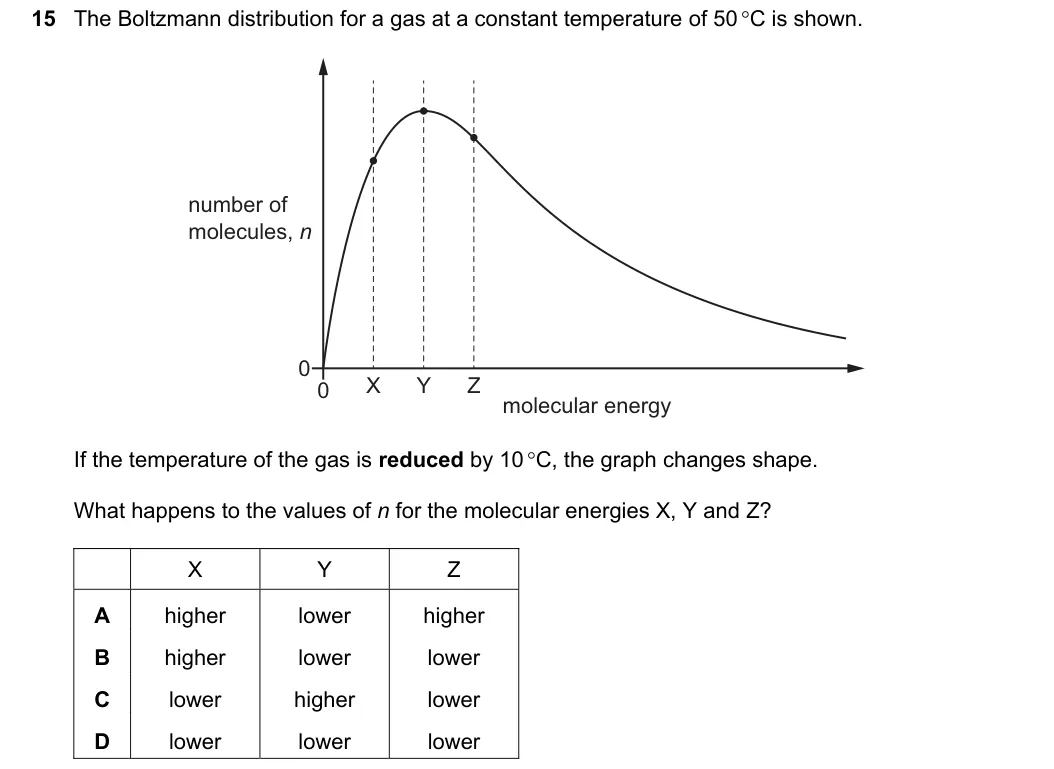 15 The Boltzmann distribution for a gas at a constant temperature of 50 °C is shown.
number of
molecules, n
0
0
X
Y
Z
molecular energy
If the temperature of the gas is reduced by 10 °C, the graph changes shape.
What happens to the values of n for the molecular energies X, Y and Z?
X Y Z
A higher lower higher
B higher lower lower
C lower higher lower
D lower lower lower